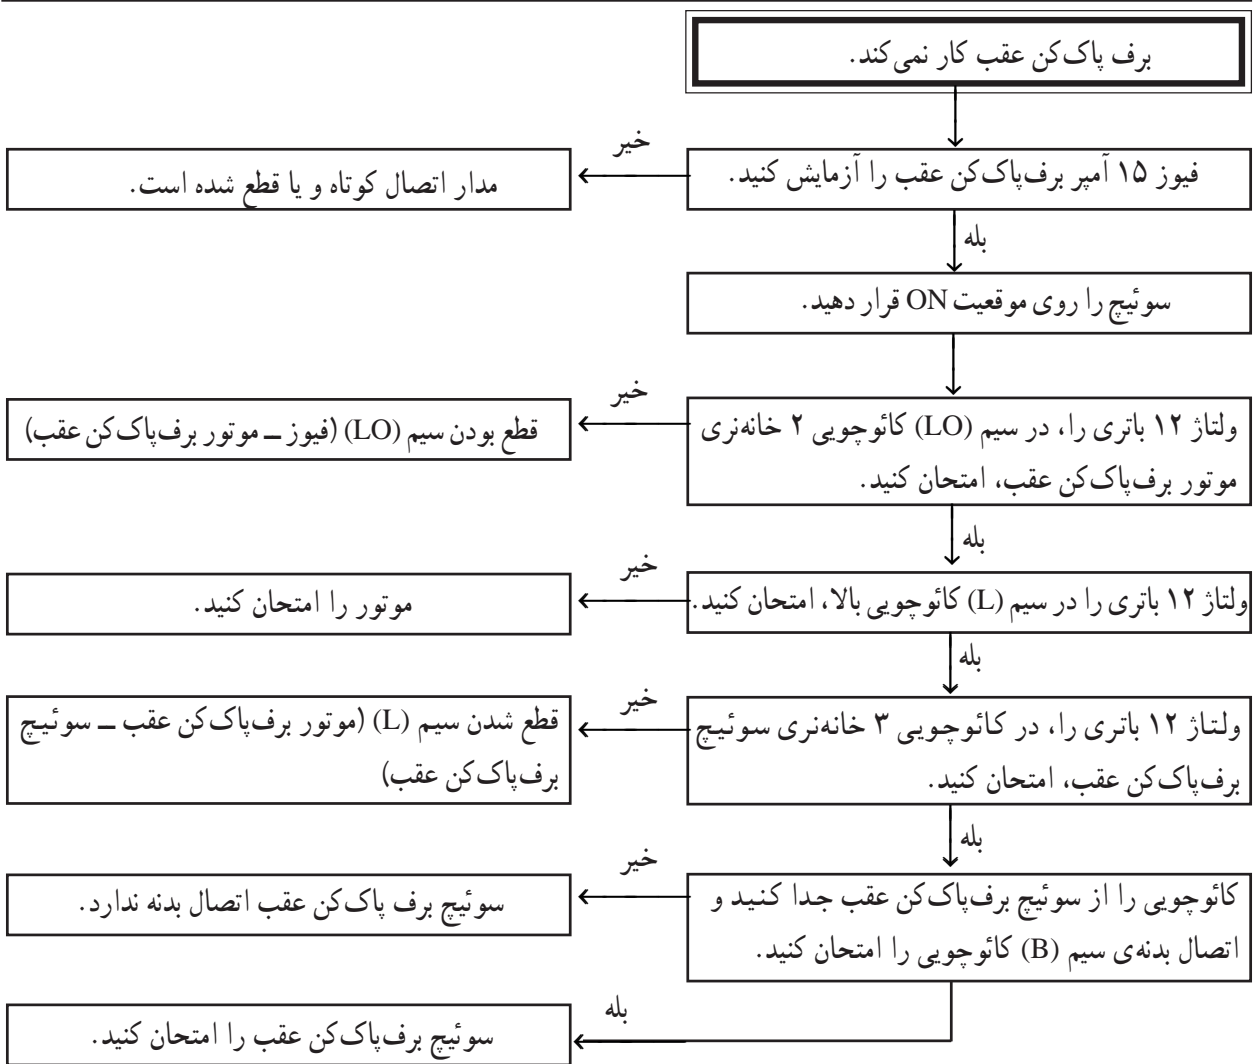 برف پاک‌کن عقب کار نمی‌کند.
فیوز ۱۵ آمپر برف‌پاک‌کن عقب را آزمایش کنید.
خیر
مدار اتصال کوتاه و یا قطع شده است.
بله
سوئیچ را روی موقعیت ON قرار دهید.
ولتاژ ۱۲ باتری را، در سیم (LO) کائوچویی ۲ خانه‌نری
موتور برف‌پاک‌کن عقب، امتحان کنید.
خیر
قطع بودن سیم (LO) (فیوز ــ موتور برف‌پاک‌کن عقب)
بله
ولتاژ ۱۲ باتری را در سیم (L) کائوچویی بالا، امتحان کنید.
خیر
موتور را امتحان کنید.
بله
ولتاژ ۱۲ باتری را، در کائوچویی ۳ خانه‌نری سوئیچ
برف‌پاک‌کن عقب، امتحان کنید.
خیر
قطع شدن سیم (L) (موتور برف‌پاک‌کن عقب ــ سوئیچ
برف‌پاک‌کن عقب)
بله
کائوچویی را از سوئیچ برف‌پاک‌کن عقب جدا کنید و
اتصال بدنه‌ی سیم (B) کائوچویی را امتحان کنید.
خیر
سوئیچ برف پاک‌کن عقب اتصال بدنه ندارد.
بله
سوئیچ برف‌پاک‌کن عقب را امتحان کنید.